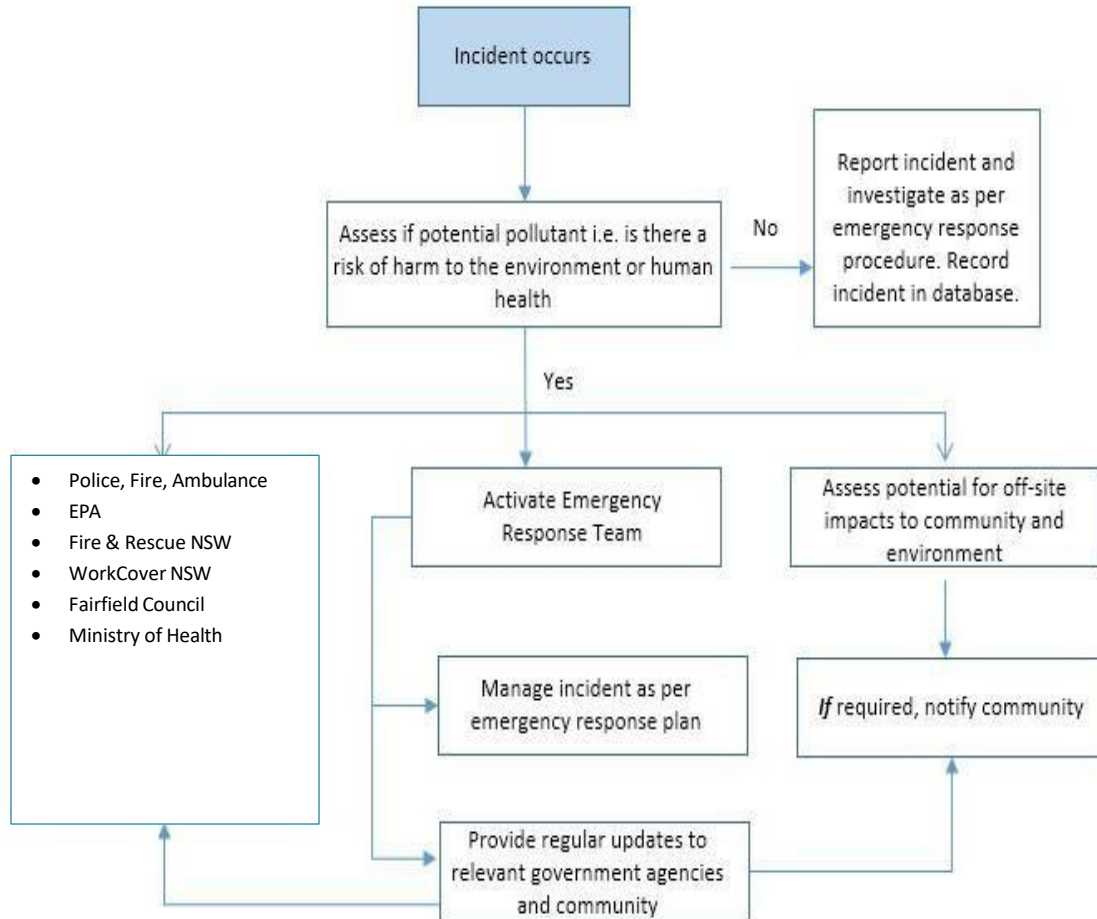 Incident occurs
Report incident and
investigate as per
emergency response
procedure. Record
incident in database.
Assess if potential pollutant i.e. is there a
risk of harm to the environment or human
health
No
Yes
• Police, Fire, Ambulance
• EPA
• Fire & Rescue NSW
• WorkCover NSW
• Fairfield Council
• Ministry of Health
Activate Emergency
Response Team
Assess potential for off-site
impacts to community and
environment
Manage incident as per
emergency response plan
If required, notify community
Provide regular updates to
relevant government agencies
and community